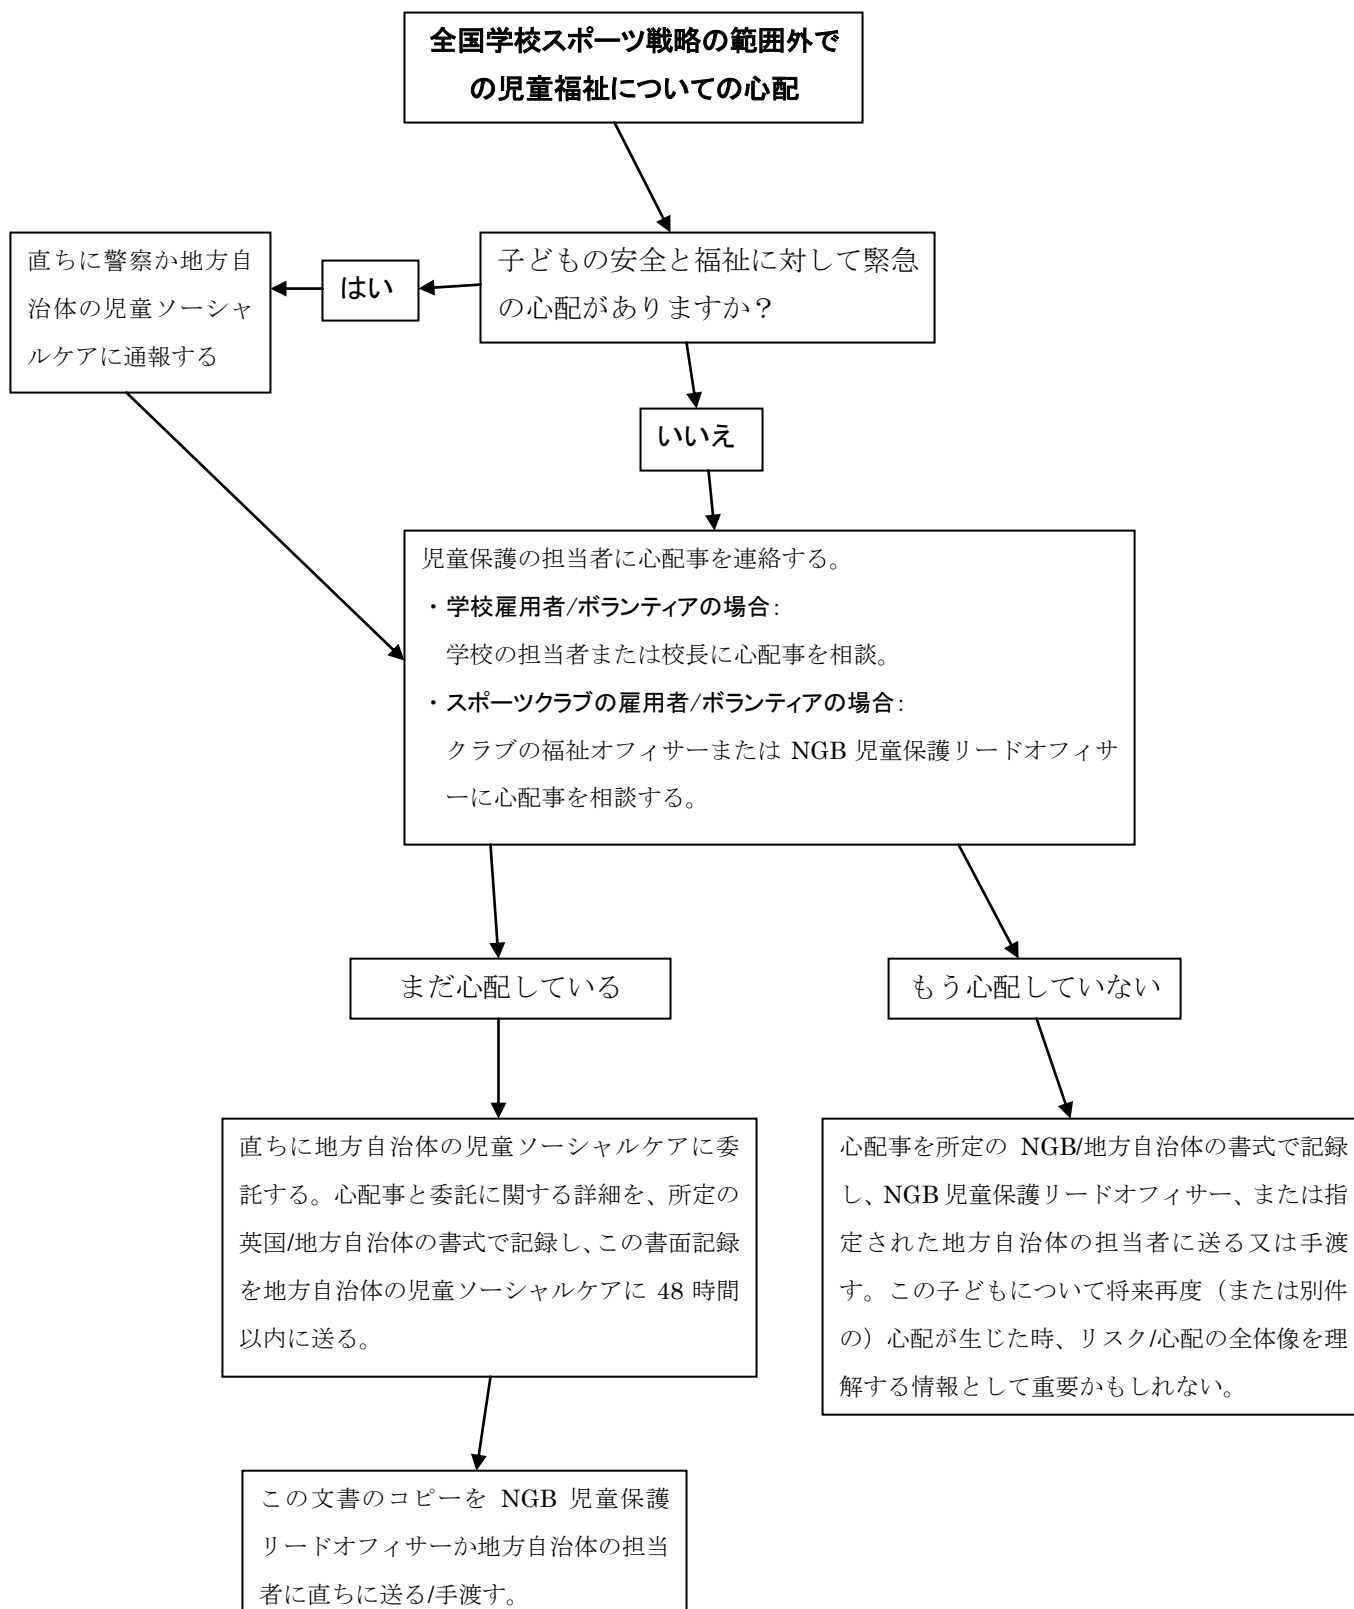 全国学校スポーツ戦略の範囲外で
の児童福祉についての心配
子どもの安全と福祉に対して緊急
の心配がありますか？
はい
直ちに警察か地方自
治体の児童ソーシャ
ルケアに通報する
いいえ
児童保護の担当者に心配事を連絡する。
・学校雇用者/ボランティアの場合：
学校の担当者または校長に心配事を相談。
・スポーツクラブの雇用者/ボランティアの場合：
クラブの福祉オフィサーまたは NGB 児童保護リードオフィサ
ーに心配事を相談する。
まだ心配している
もう心配していない
直ちに地方自治体の児童ソーシャルケアに委
託する。心配事と委託に関する詳細を、所定の
英国/地方自治体の書式で記録し、この書面記録
を地方自治体の児童ソーシャルケアに 48 時間
以内に送る。
心配事を所定の NGB/地方自治体の書式で記録
し、NGB 児童保護リードオフィサー、または指
定された地方自治体の担当者に送る又は手渡
す。この子どもについて将来再度（または別件
の）心配が生じた時、リスク/心配の全体像を理
解する情報として重要かもしれない。
この文書のコピーを NGB 児童保護
リードオフィサーか地方自治体の担当
者に直ちに送る/手渡す。